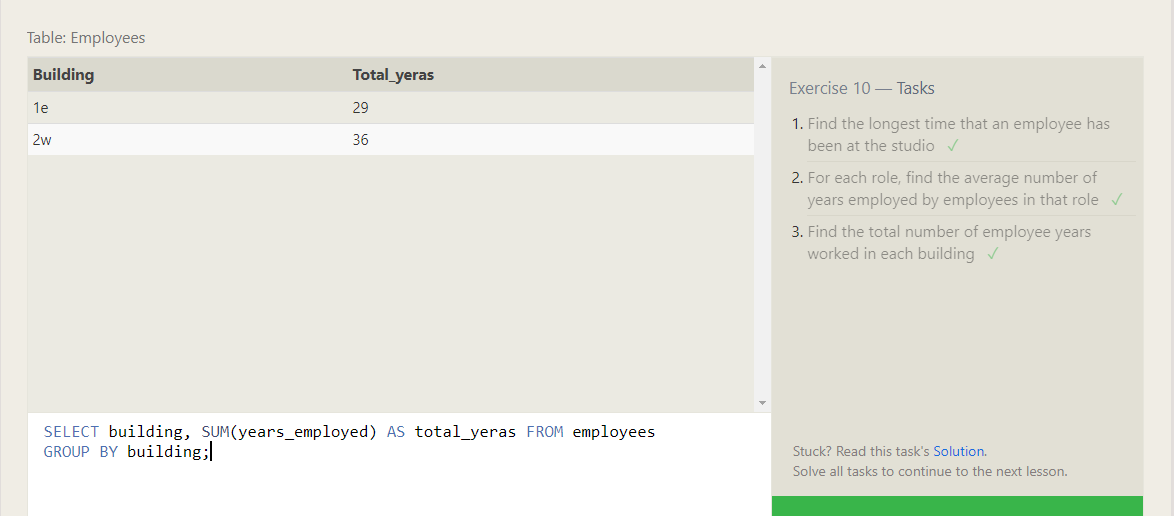 Table: Employees
Building Total_yeras
1e 29
2w 36
SELECT building, SUM(years_employed) AS total_yeras FROM employees
GROUP BY building;
Exercise 10 — Tasks
1. Find the longest time that an employee has
been at the studio ✓
2. For each role, find the average number of
years employed by employees in that role ✓
3. Find the total number of employee years
worked in each building ✓
Stuck? Read this task's Solution.
Solve all tasks to continue to the next lesson.